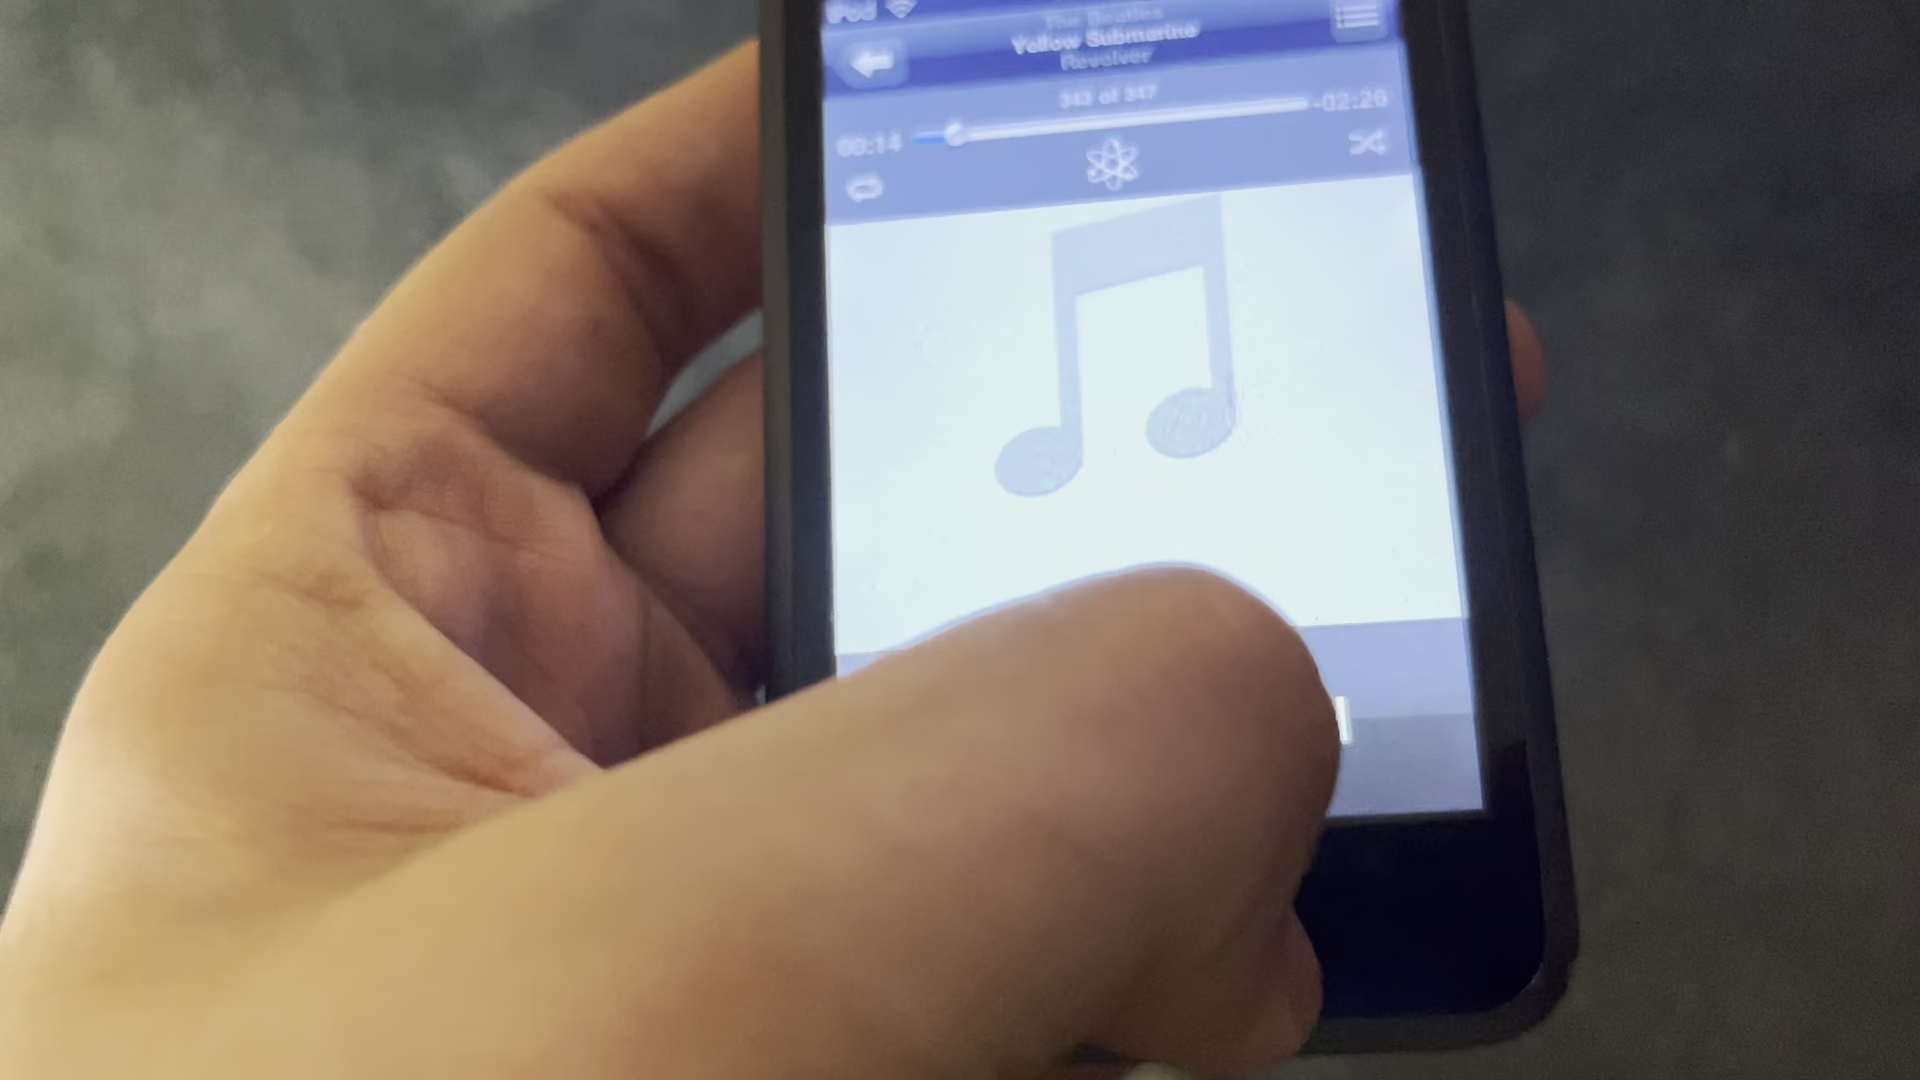 iPod
The Beatles
Yellow Submarine
Revolver
343 of 347
00:14
-02:26